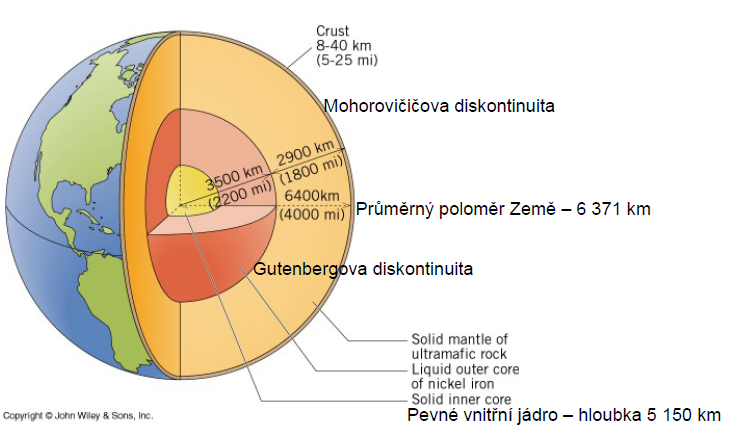 Crust
8-40 km
(5-25 mi)
Mohorovičičova diskontinuita
2900 km
(1800 mi)
3500 km
(2200 mi)
6400km
(4000 mi)
Průměrný poloměr Země – 6 371 km
Gutenbergova diskontinuita
Solid mantle of
ultramafic rock
Liquid outer core
of nickel iron
Solid inner core
Pevné vnitřní jádro – hloubka 5 150 km
Copyright © John Wiley & Sons, Inc.